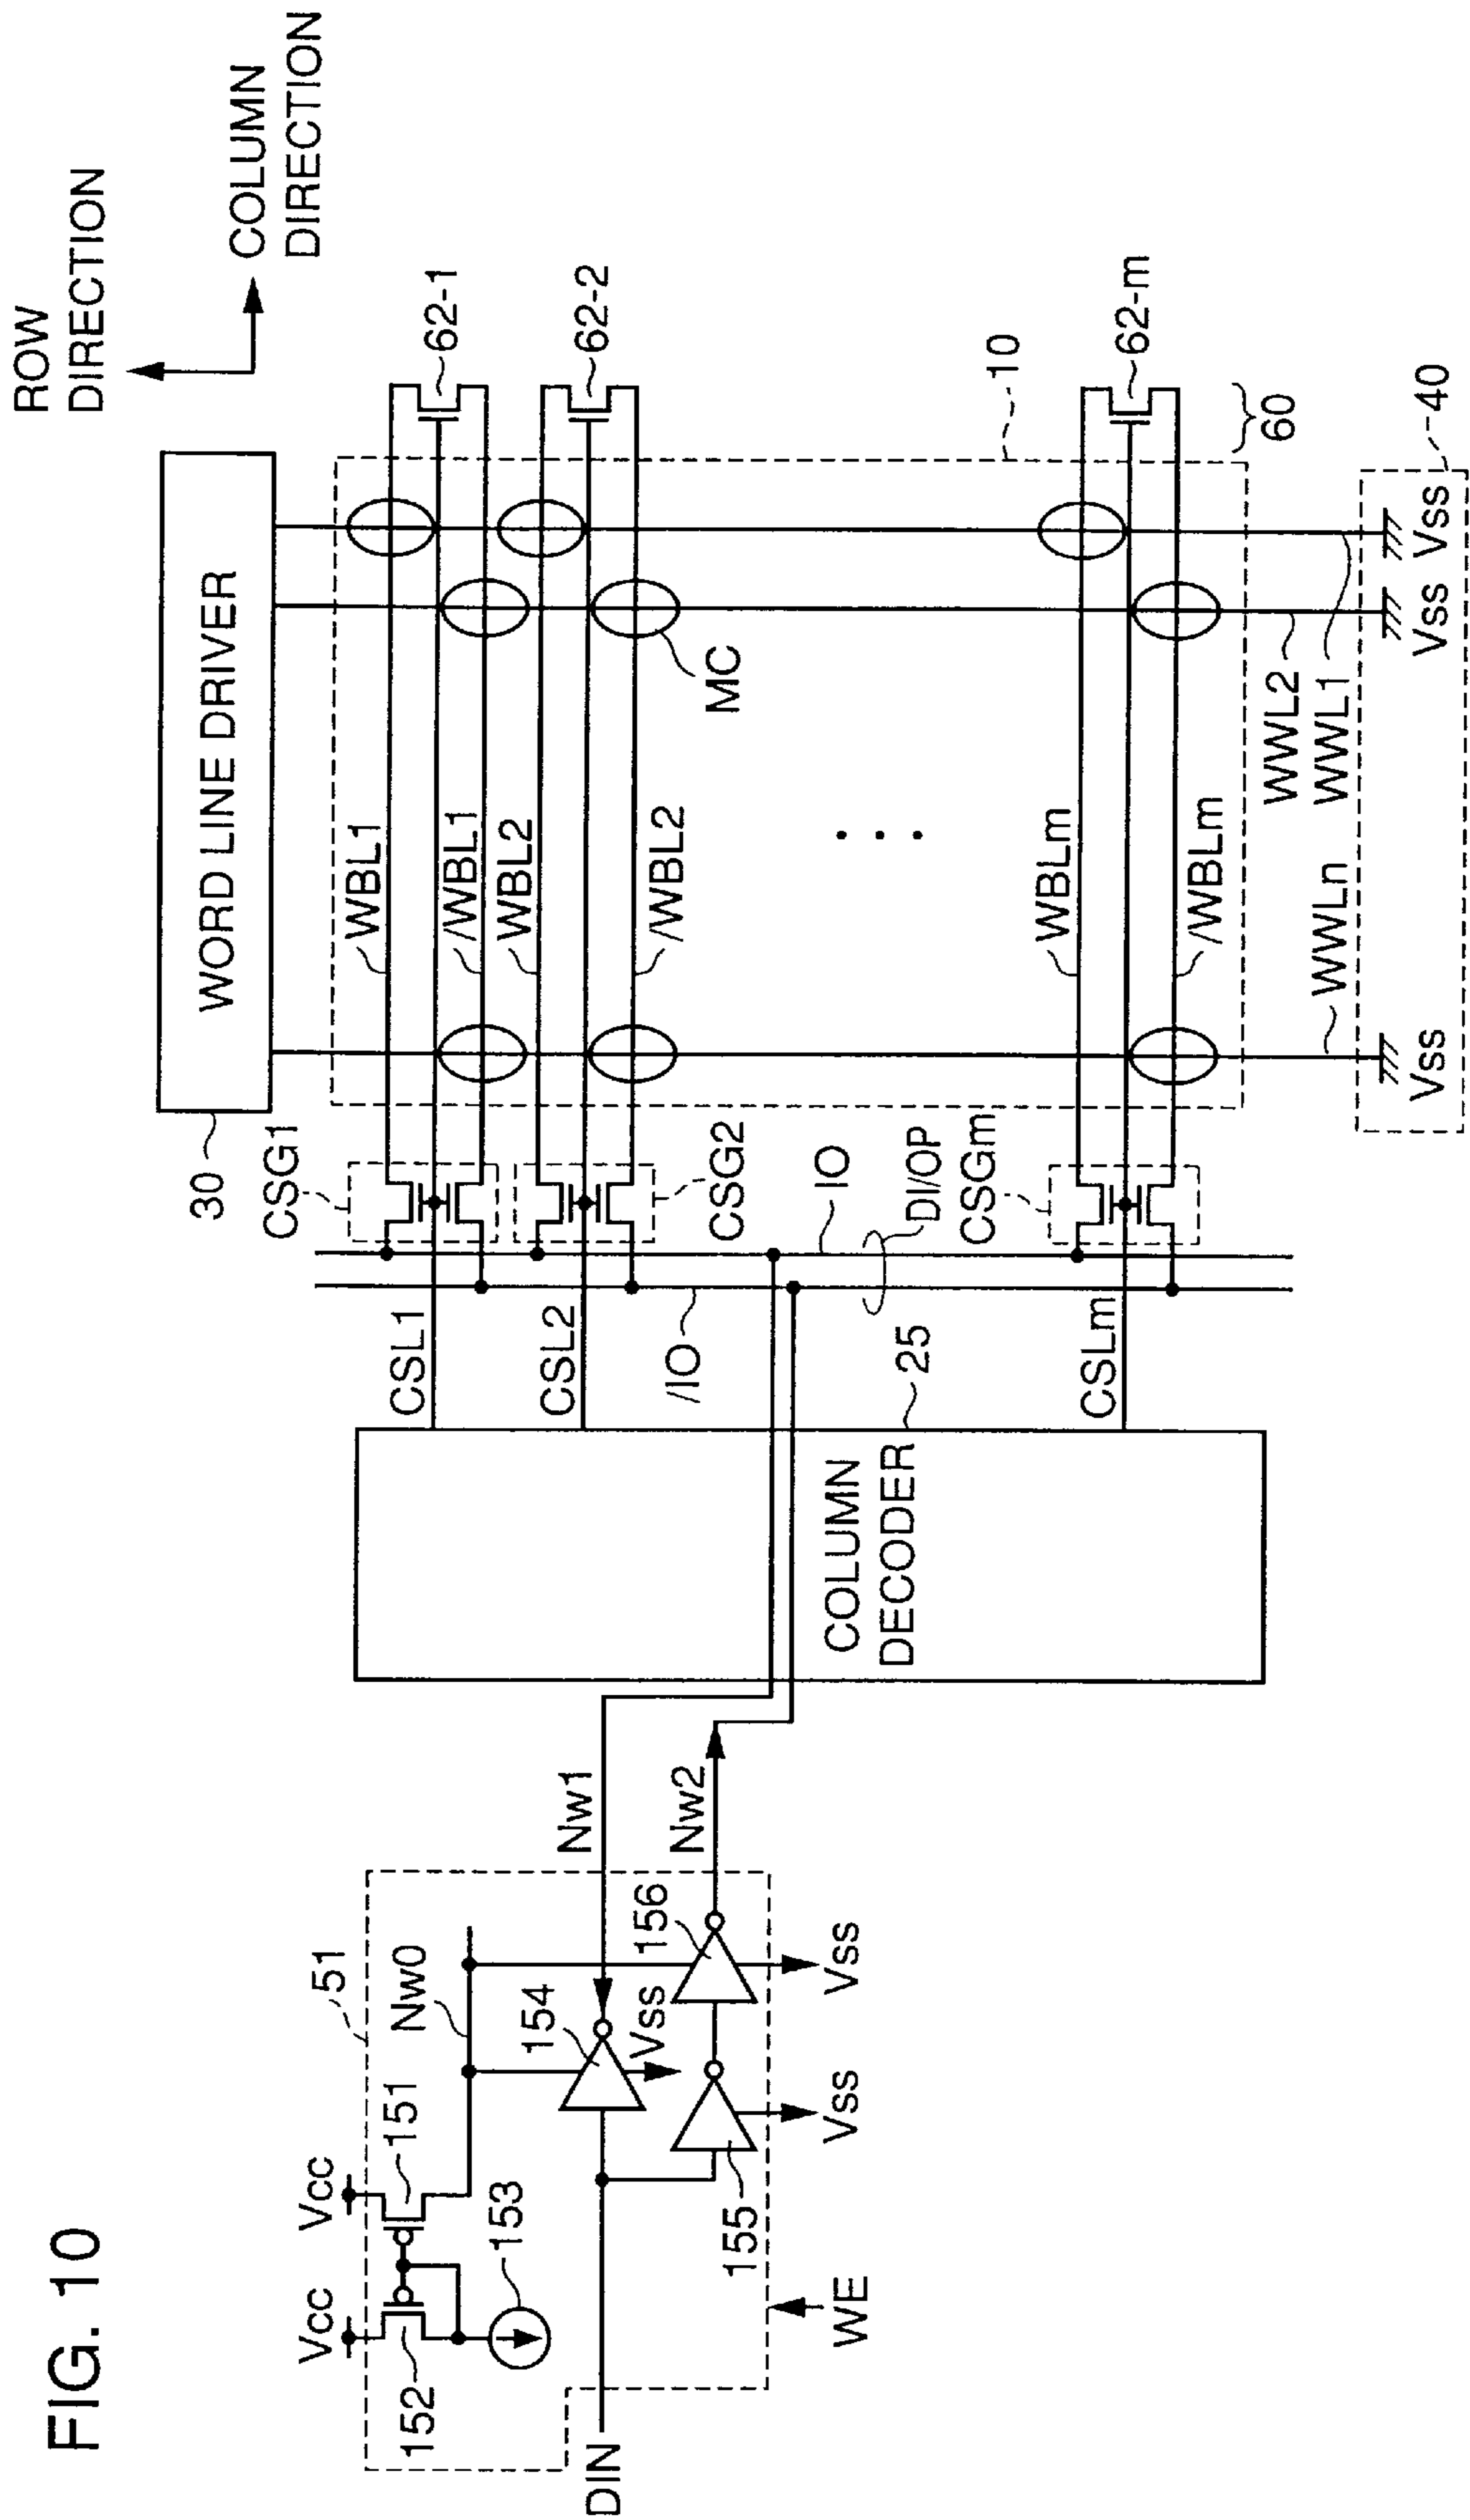 FIG. 10
ROW
DIRECTION
COLUMN
DIRECTION
WORD LINE DRIVER
30
CSG1
WBL1
/WBL1
WBL2
/WBL2
62-1
62-2
CSG2
MC
10
51
Vcc
Vcc
152
151
153
Nw0
154
Vss
156
155
Vss
Vss
DIN
WE
Nw1
Nw2
COLUMN
DECODER
25
CSL1
CSL2
CSLm
/IO
IO
DI/OP
CSGm
WBLm
/WBLm
62-m
60
WWLn
WWL2
WWL1
Vss
Vss
Vss
40